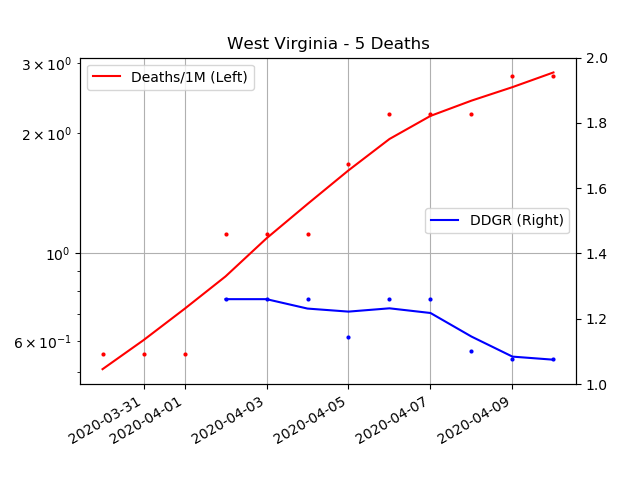 West Virginia - 5 Deaths
3 × 10⁰
2 × 10⁰
10⁰
6 × 10⁻¹
Deaths/1M (Left)
DDGR (Right)
2.0
1.8
1.6
1.4
1.2
1.0
2020-03-31
2020-04-01
2020-04-03
2020-04-05
2020-04-07
2020-04-09